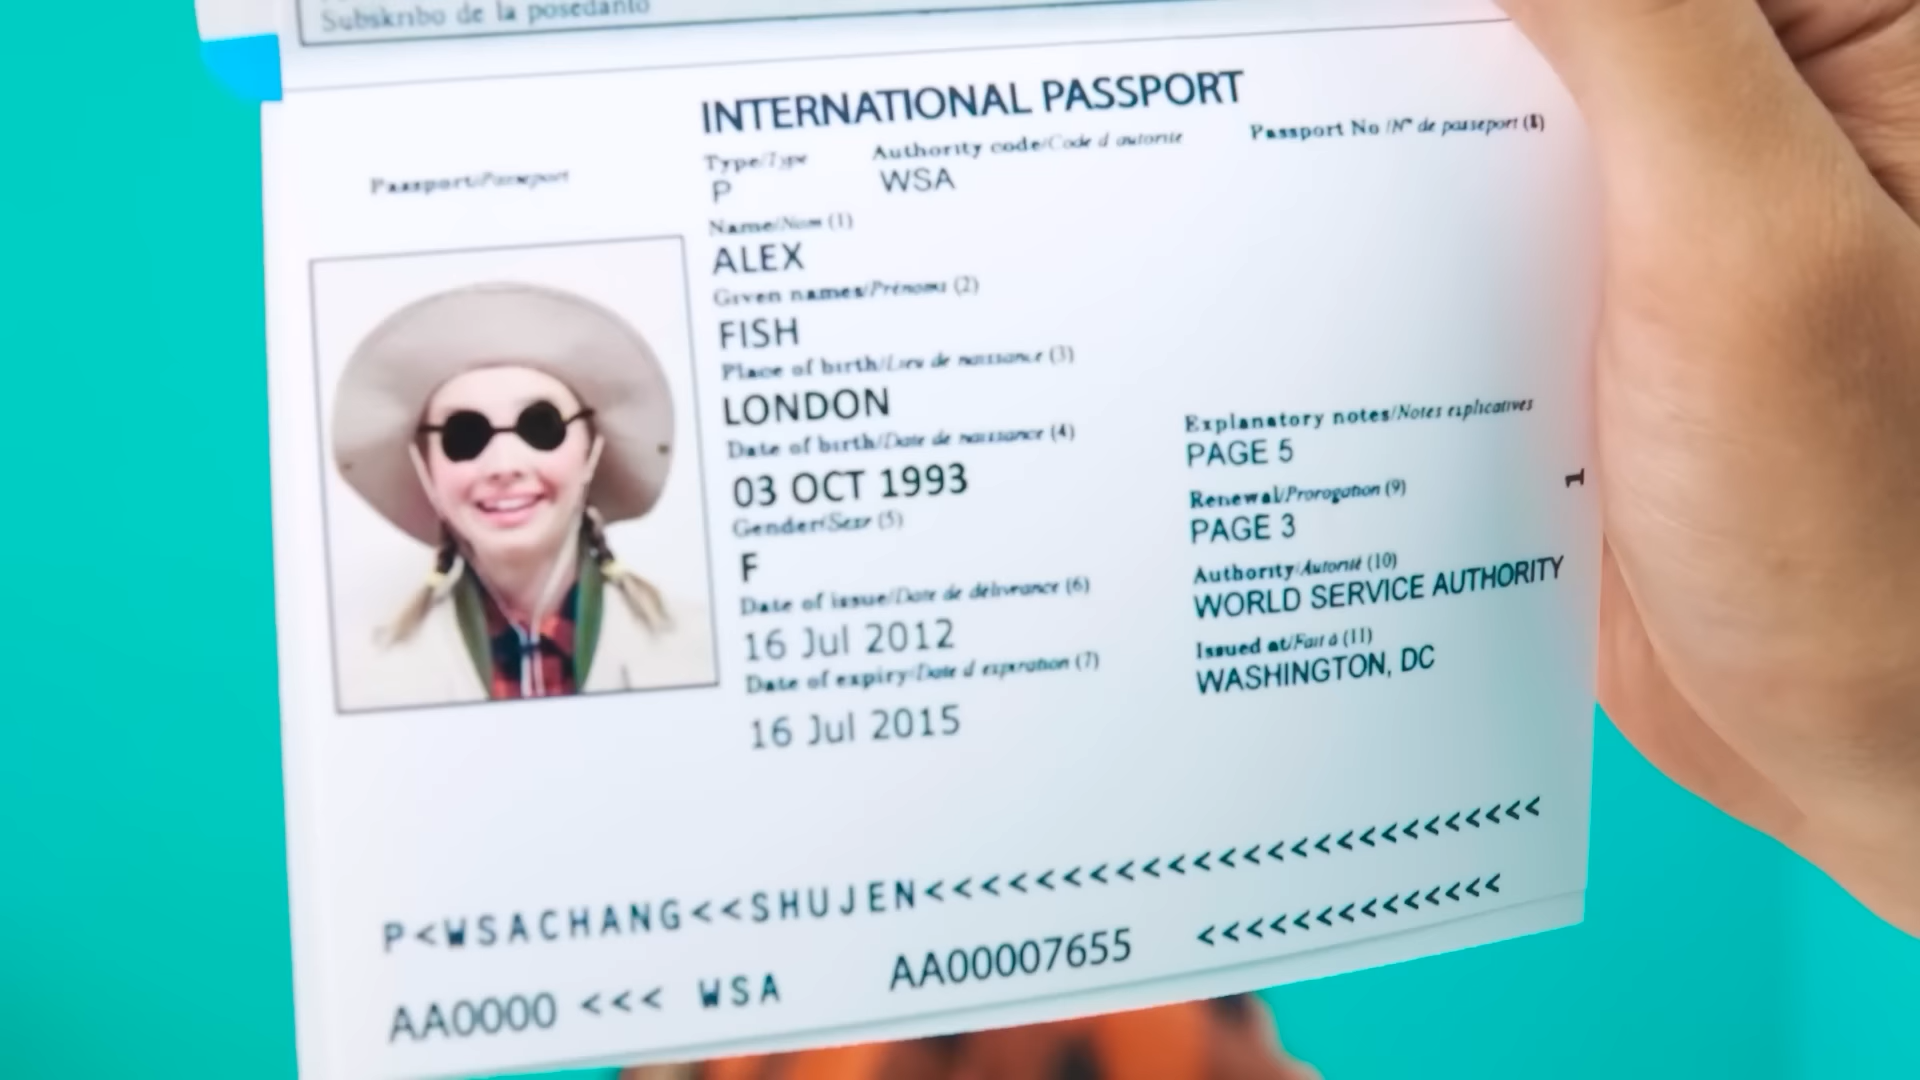 Subskribo de la posedanto
INTERNATIONAL PASSPORT
Passport/Passeport
Type/Type
Authority code/Code d autorite
Passport No /N° de passeport (8)
P
WSA
Name/Nom (1)
ALEX
Given names/Prénoms (2)
FISH
Place of birth/Lieu de naissance (3)
LONDON
Date of birth/Date de naissance (4)
03 OCT 1993
Gender/Sexe (5)
F
Date of issue/Date de délivrance (6)
16 Jul 2012
Date of expiry/Date d expiration (7)
16 Jul 2015
Explanatory notes/Notes explicatives
PAGE 5
Renewal/Prorogation (9)
PAGE 3
Authority/Autorité (10)
WORLD SERVICE AUTHORITY
Issued at/Fait à (11)
WASHINGTON, DC
1
P<WSACHANG<<SHUJEN<<<<<<<<<<<<<<<<<<<<<<<
AA0000 <<< WSA AA00007655 <<<<<<<<<<<<<